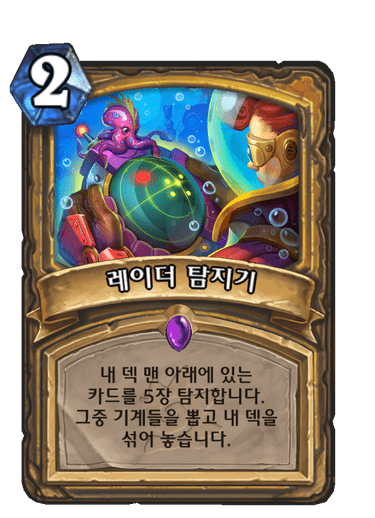 2
레이더 탐지기
내 덱 맨 아래에 있는
카드를 5장 탐지합니다.
그중 기계들을 뽑고 내 덱을
섞어 놓습니다.